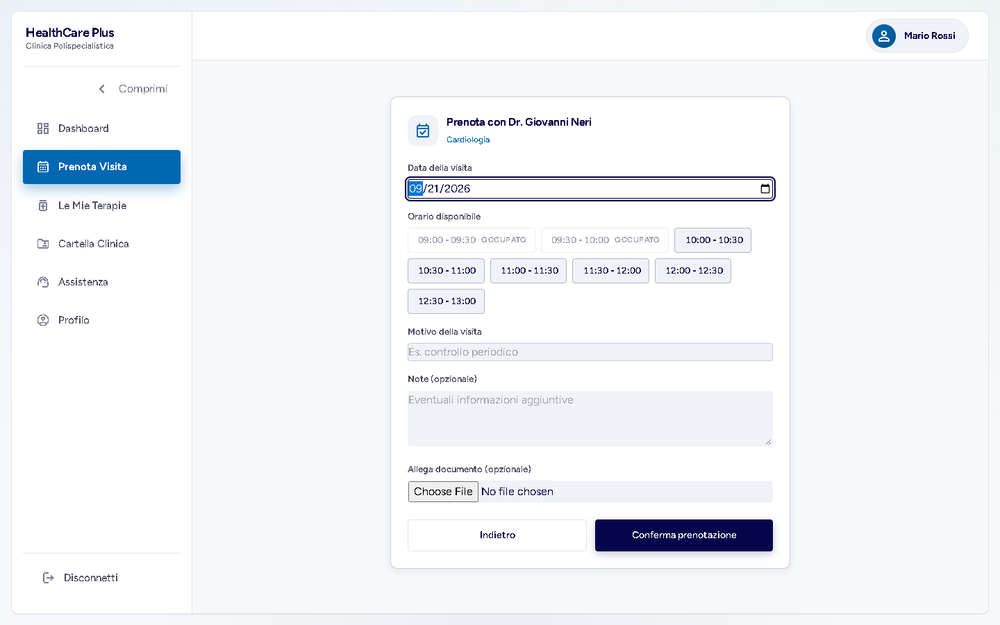 HealthCare Plus
Clinica Polispecialistica
Mario Rossi
Comprimi
Dashboard
Prenota Visita
Le Mie Terapie
Cartella Clinica
Assistenza
Profilo
Disconnetti
Prenota con Dr. Giovanni Neri
Cardiologia
Data della visita
09/21/2026
Orario disponibile
09:00 - 09:30 OCCUPATO 09:30 - 10:00 OCCUPATO 10:00 - 10:30
10:30 - 11:00 11:00 - 11:30 11:30 - 12:00 12:00 - 12:30
12:30 - 13:00
Motivo della visita
Es. controllo periodico
Note (opzionale)
Eventuali informazioni aggiuntive
Allega documento (opzionale)
Choose File No file chosen
Indietro Conferma prenotazione